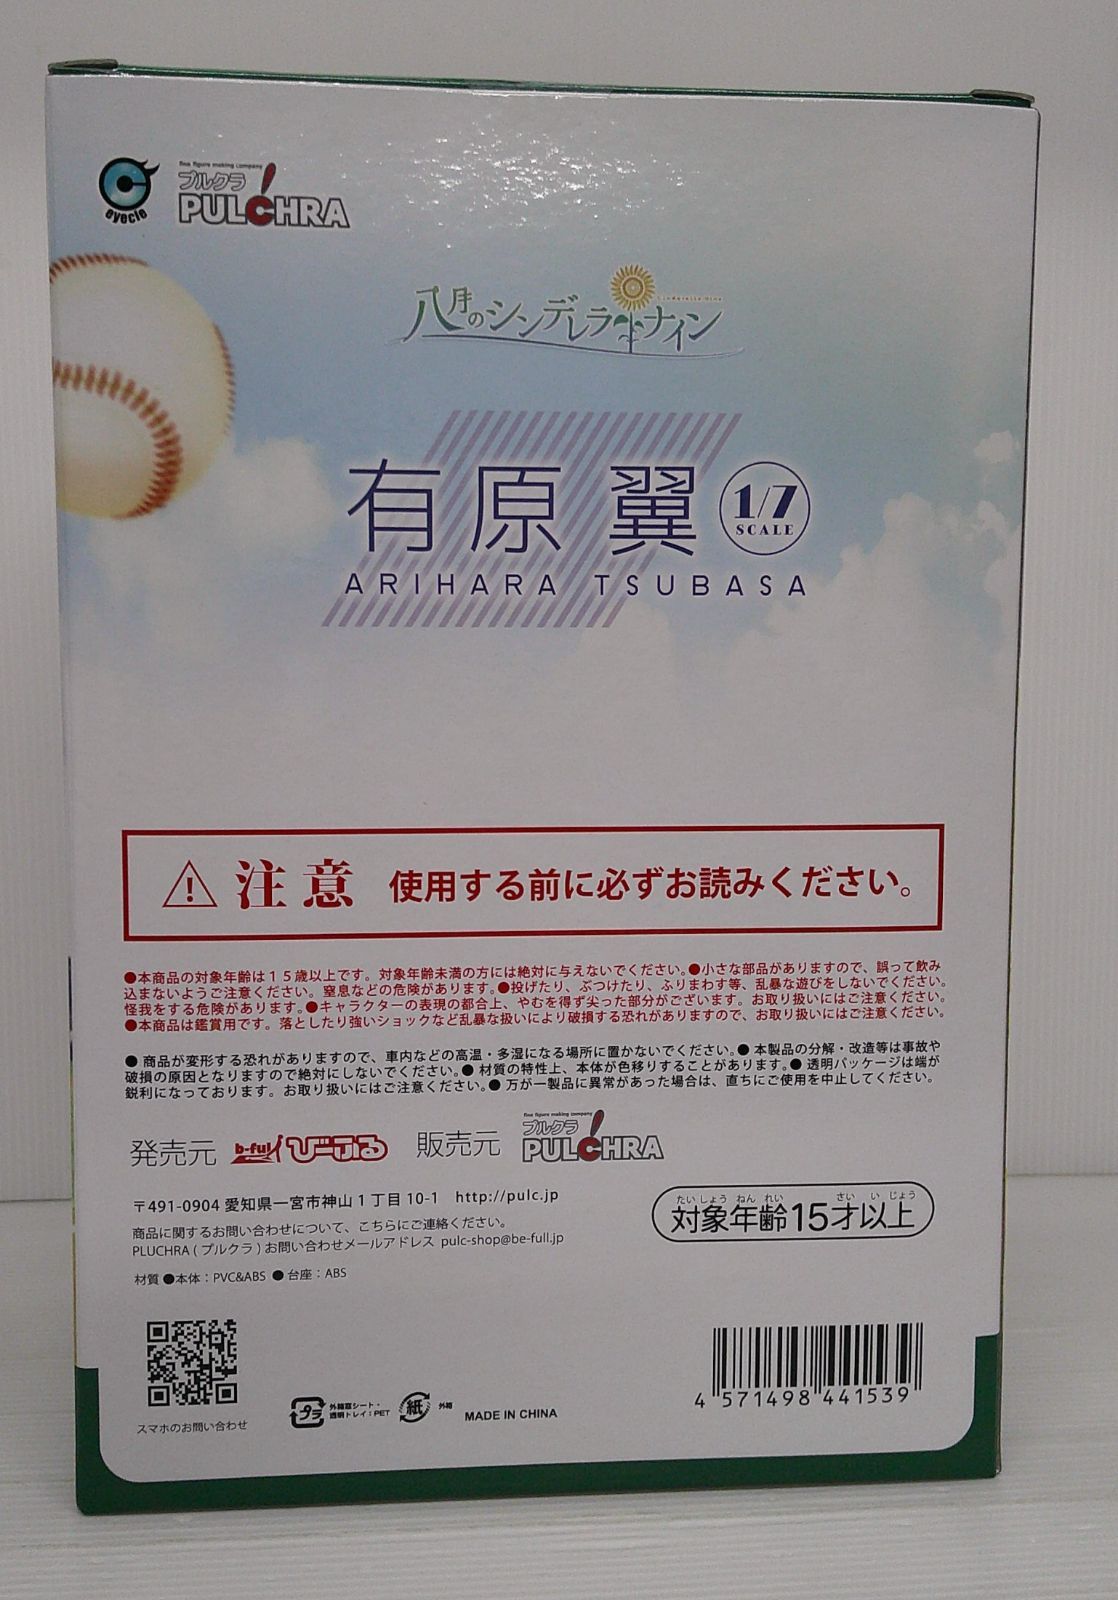 eyecle
fine figure making company
プルクラ
PULCHRA
八月のシンデレラナイン
Cinderella Nine
有原 翼
1/7
SCALE
ARIHARA TSUBASA
注意 使用する前に必ずお読みください。
●本商品の対象年齢は15歳以上です。対象年齢未満の方には絶対に与えないでください。●小さな部品がありますので、誤って飲み
込まないようご注意ください。窒息などの危険があります。●投げたり、ぶつけたり、ふりまわす等、乱暴な遊びをしないでください。
怪我をする危険があります。●キャラクターの表現の都合上、やむを得ず尖った部分がございます。お取り扱いにはご注意ください。
●本商品は鑑賞用です。落としたり強いショックなど乱暴な扱いにより破損する恐れがありますので、お取り扱いにはご注意ください。
●商品が変形する恐れがありますので、車内などの高温・多湿になる場所に置かないでください。●本製品の分解・改造等は事故や
破損の原因となりますので絶対にしないでください。●材質の特性上、本体が色移りすることがあります。●透明パッケージは端が
鋭利になっております。お取り扱いにはご注意ください。●万が一製品に異常があった場合は、直ちにご使用を中止してください。
発売元 b-ful びーふる 販売元 fine figure making company プルクラ PULCHRA
〒491-0904 愛知県一宮市神山1丁目10-1 http://pulc.jp
商品に関するお問い合わせについて、こちらにご連絡ください。
PLUCHRA(プルクラ)お問い合わせメールアドレス pulc-shop@be-full.jp
たいしょうねんれい さいいじょう
対象年齢15才以上
材質 ●本体：PVC&ABS ●台座：ABS
スマホのお問い合わせ
プラ 外箱窓シート・
透明トレイ：PET
紙 外箱
MADE IN CHINA
4 571498 441539